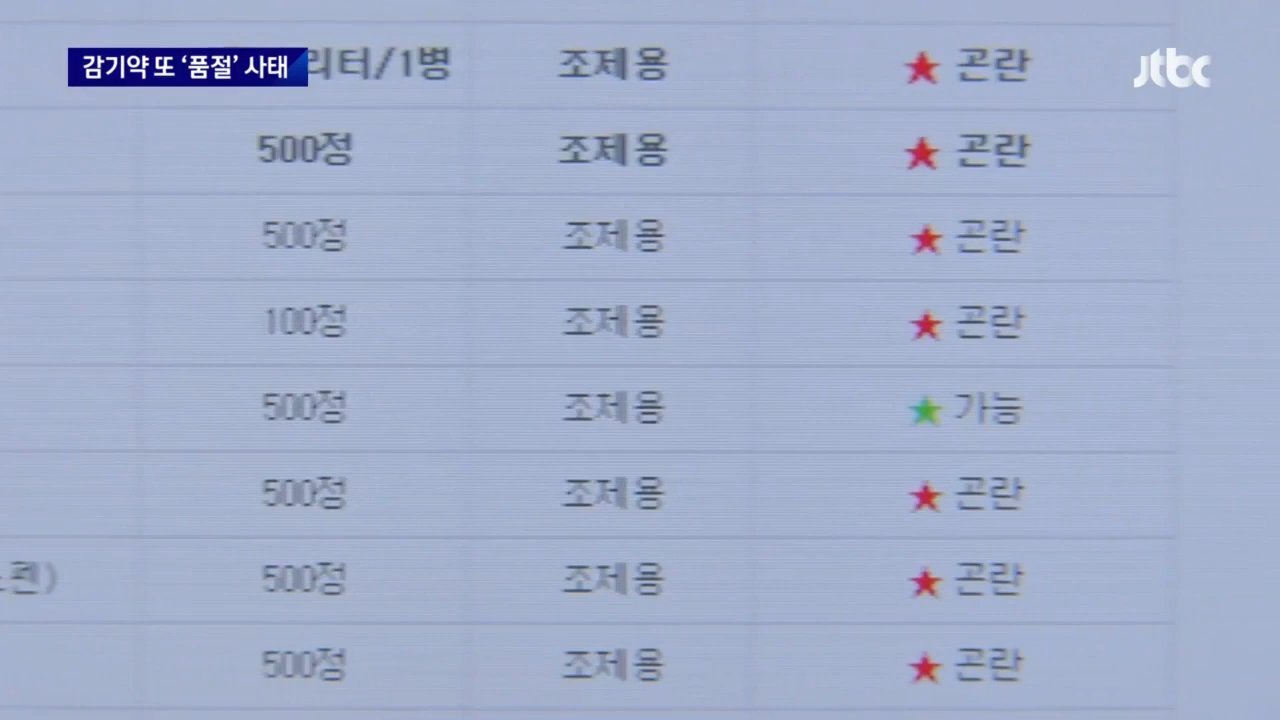 감기약 또 ‘품절’ 사태
jtbc
리터/1병 조제용 ★ 곤란
500정 조제용 ★ 곤란
500정 조제용 ★ 곤란
100정 조제용 ★ 곤란
500정 조제용 ★ 가능
500정 조제용 ★ 곤란
펜) 500정 조제용 ★ 곤란
500정 조제용 ★ 곤란